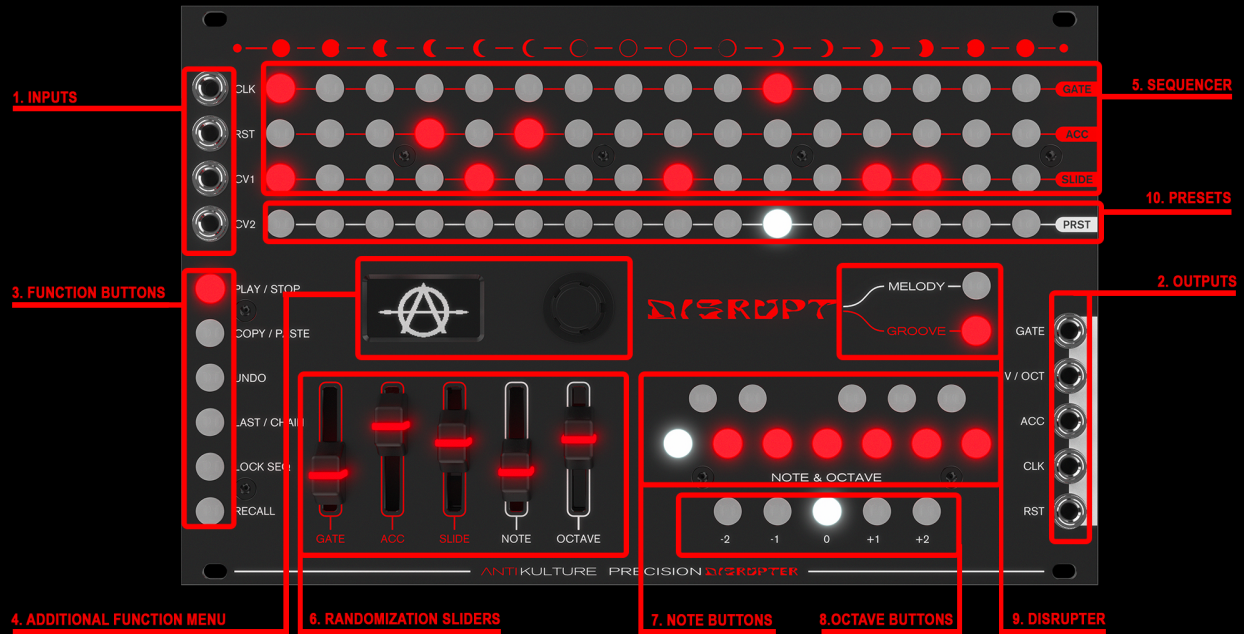 CLK
GATE
1. INPUTS
5. SEQUENCER
RST
ACC
CV1
SLIDE
10. PRESETS
CV2
PRST
3. FUNCTION BUTTONS
PLAY / STOP
MELODY
2. OUTPUTS
DISRUPT
GROOVE
GATE
COPY / PASTE
UNDO
V / OCT
LAST / CHAIN
ACC
LOCK SEQ
CLK
NOTE & OCTAVE
RECALL
RST
GATE ACC SLIDE NOTE OCTAVE
-2 -1 0 +1 +2
ANTIKULTURE PRECISION DISRUPTER
4. ADDITIONAL FUNCTION MENU
6. RANDOMIZATION SLIDERS
7. NOTE BUTTONS
8.OCTAVE BUTTONS
9. DISRUPTER